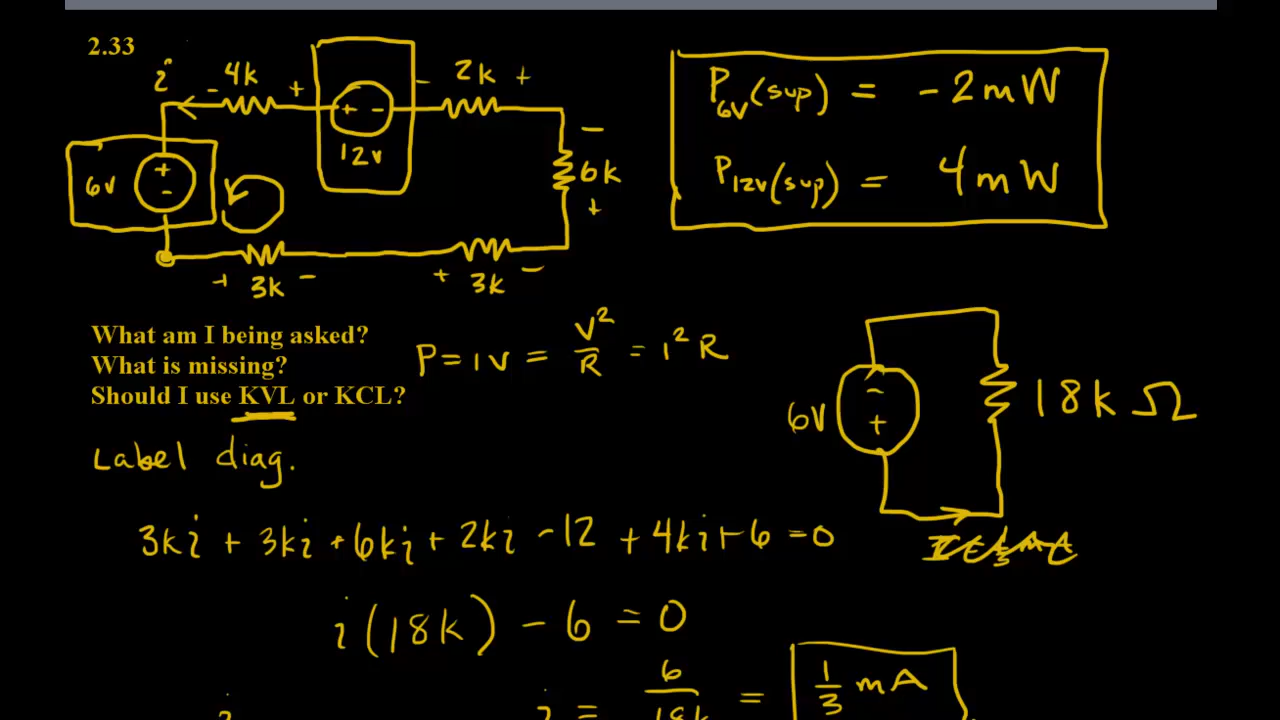 2.33
i
- 4k +
- 2k +
+ -
12v
-
6k
+
6v
+
-
+ 3k -
+ 3k -
P6V(sup) = -2mW
P12V(sup) = 4mW
What am I being asked?
What is missing?
Should I use KVL or KCL?
P = IV = V²/R = I²R
Label diag.
-
6V
+
18k Ω
3ki + 3ki + 6ki + 2ki - 12 + 4ki + 6 = 0
i(18k) - 6 = 0
i = 6/18k = 1/3 mA